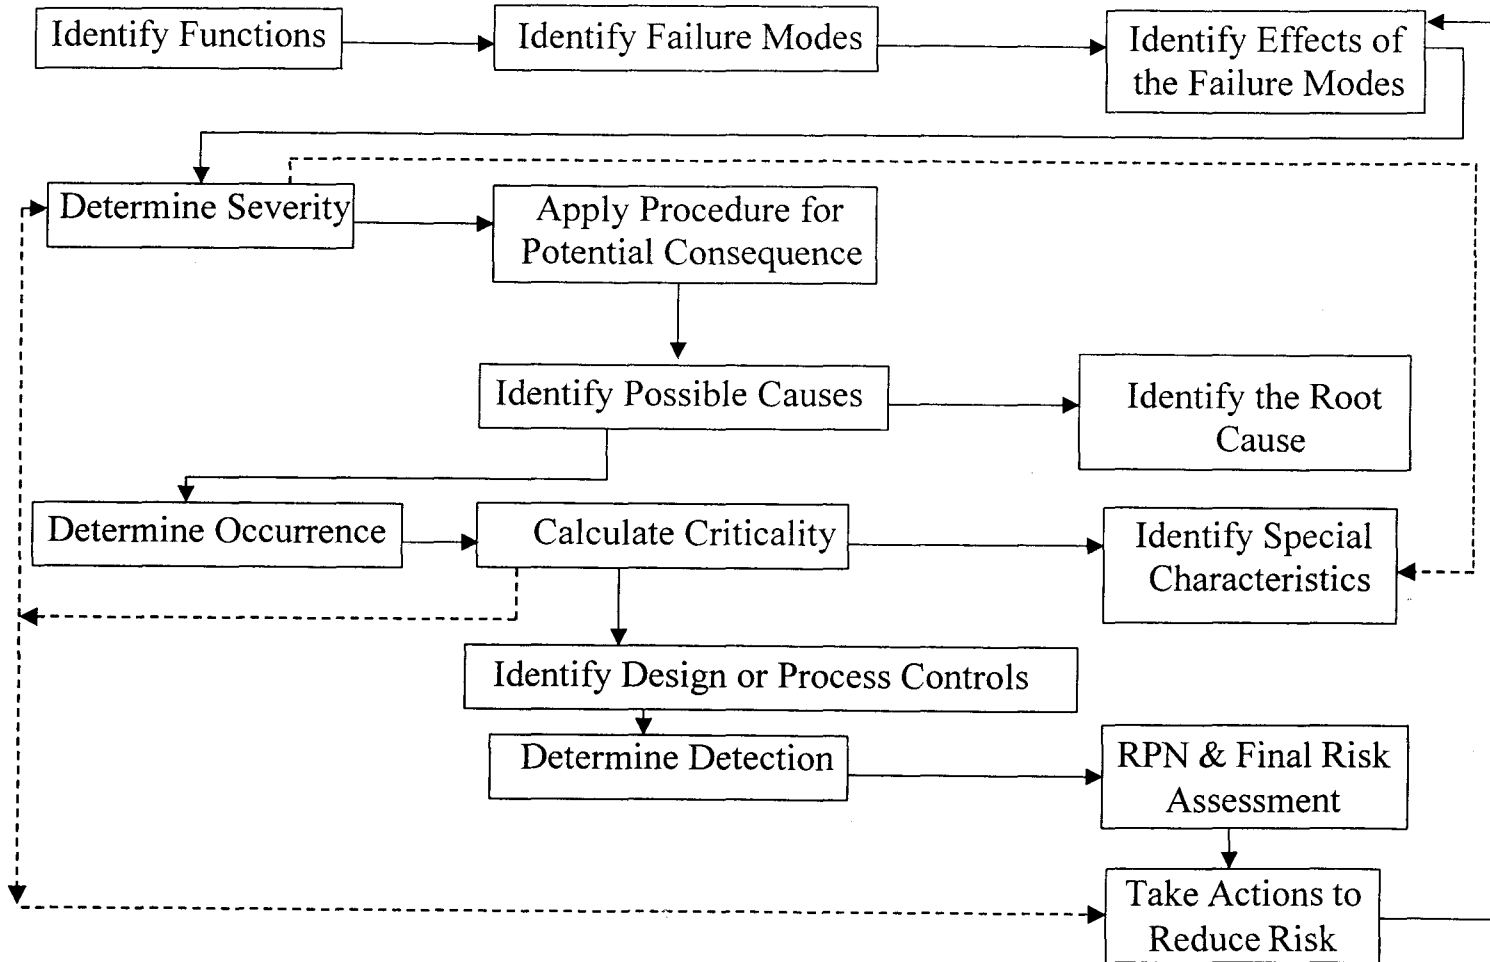 Identify Functions
Identify Failure Modes
Identify Effects of
the Failure Modes
Determine Severity
Apply Procedure for
Potential Consequence
Identify Possible Causes
Identify the Root
Cause
Determine Occurrence
Calculate Criticality
Identify Special
Characteristics
Identify Design or Process Controls
Determine Detection
RPN & Final Risk
Assessment
Take Actions to
Reduce Risk